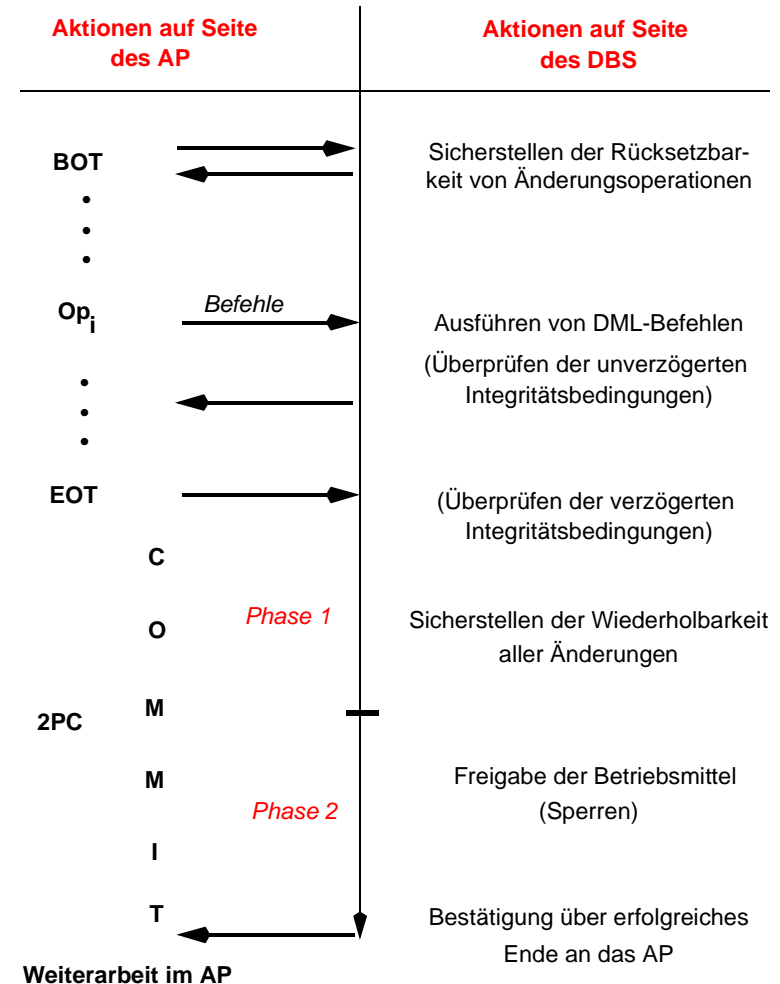 Aktionen auf Seite
des AP
Aktionen auf Seite
des DBS
BOT
Sicherstellen der Rücksetzbar-
keit von Änderungsoperationen
Opi
Befehle
Ausführen von DML-Befehlen
(Überprüfen der unverzögerten
Integritätsbedingungen)
EOT
(Überprüfen der verzögerten
Integritätsbedingungen)
C
Phase 1
O
Sicherstellen der Wiederholbarkeit
aller Änderungen
2PC
M
M
Phase 2
Freigabe der Betriebsmittel
(Sperren)
I
T
Bestätigung über erfolgreiches
Ende an das AP
Weiterarbeit im AP